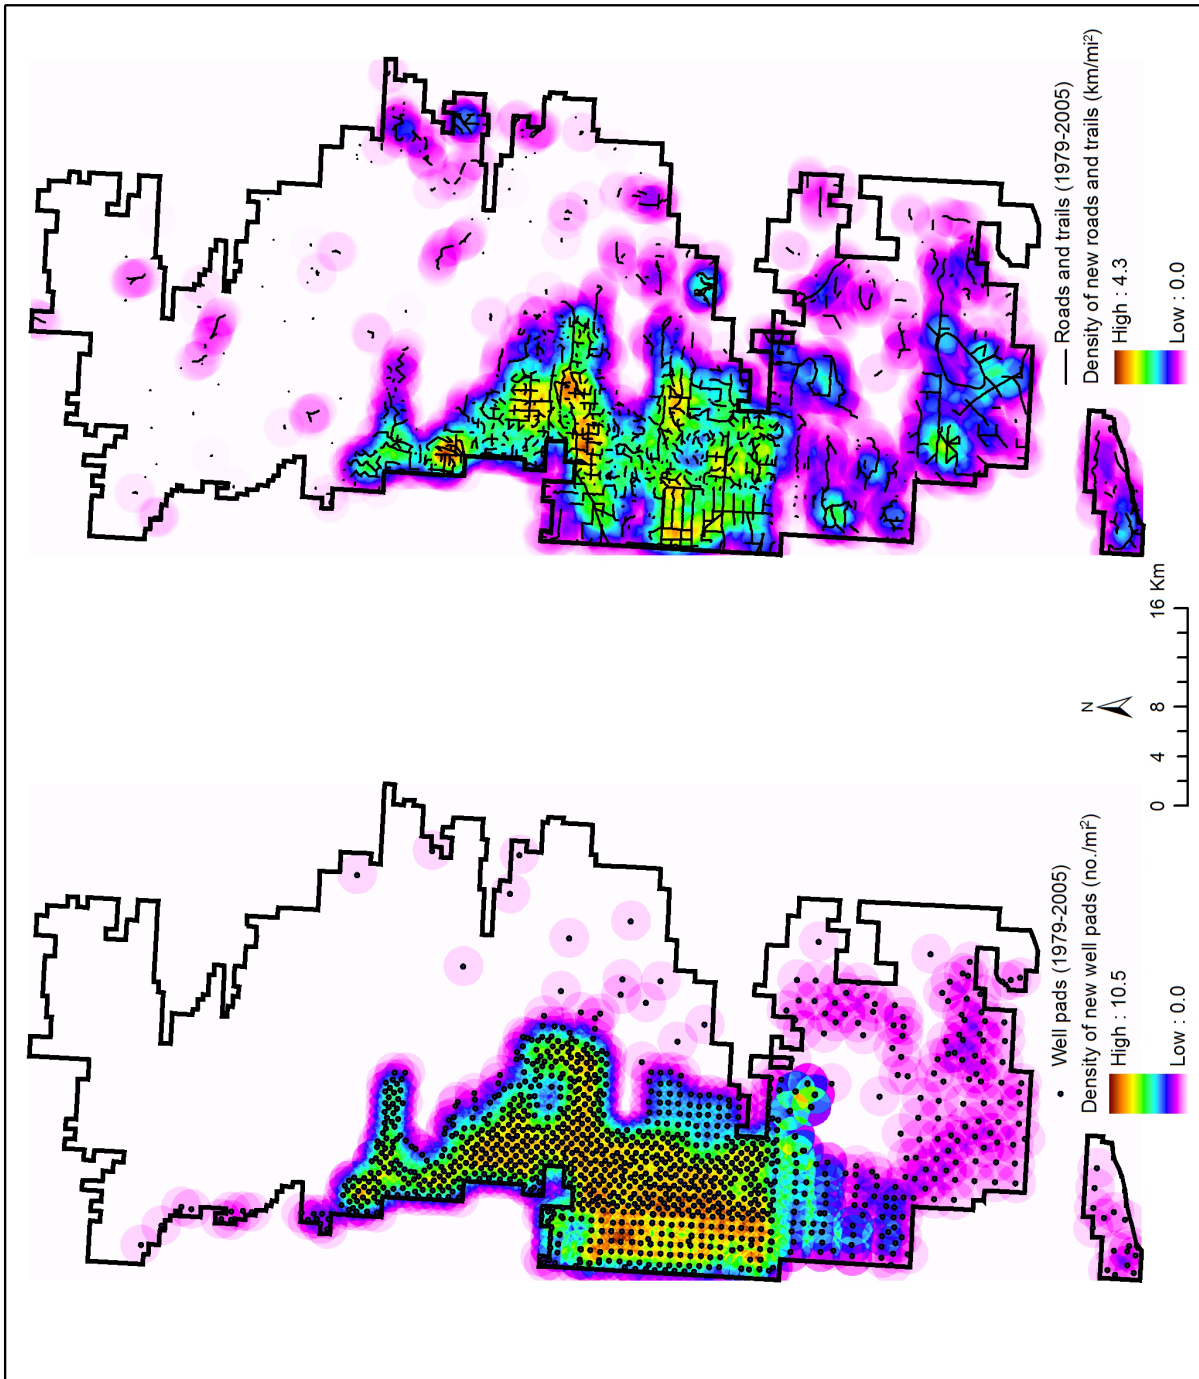 Well pads (1979-2005)
Density of new well pads (no./mi²)
High : 10.5
Low : 0.0
N
0 4 8 16 Km
Roads and trails (1979-2005)
Density of new roads and trails (km/mi²)
High : 4.3
Low : 0.0